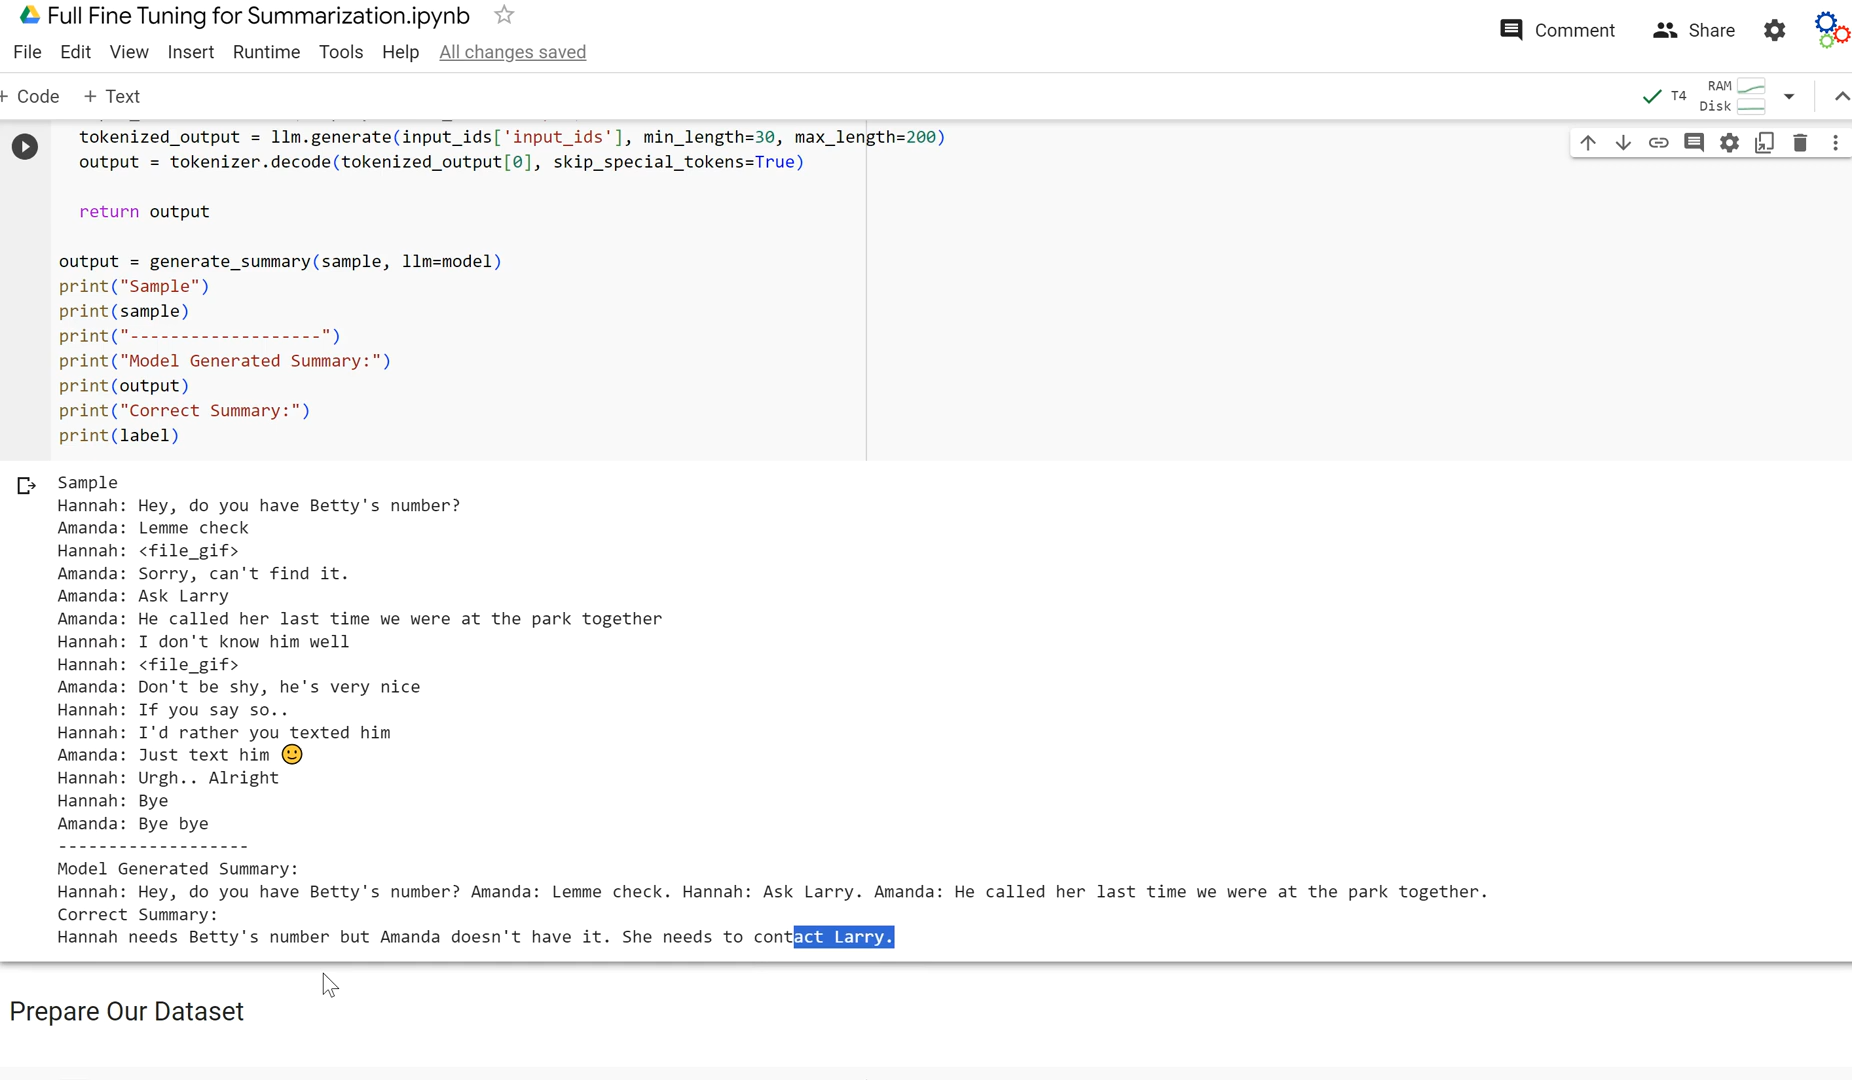 Full Fine Tuning for Summarization.ipynb
Comment
Share
File Edit View Insert Runtime Tools Help All changes saved
+ Code + Text
T4
RAM
Disk
tokenized_output = llm.generate(input_ids['input_ids'], min_length=30, max_length=200)
output = tokenizer.decode(tokenized_output[0], skip_special_tokens=True)
return output
output = generate_summary(sample, llm=model)
print("Sample")
print(sample)
print("-------------------")
print("Model Generated Summary:")
print(output)
print("Correct Summary:")
print(label)
Sample
Hannah: Hey, do you have Betty's number?
Amanda: Lemme check
Hannah: <file_gif>
Amanda: Sorry, can't find it.
Amanda: Ask Larry
Amanda: He called her last time we were at the park together
Hannah: I don't know him well
Hannah: <file_gif>
Amanda: Don't be shy, he's very nice
Hannah: If you say so..
Hannah: I'd rather you texted him
Amanda: Just text him 🙂
Hannah: Urgh.. Alright
Hannah: Bye
Amanda: Bye bye
-------------------
Model Generated Summary:
Hannah: Hey, do you have Betty's number? Amanda: Lemme check. Hannah: Ask Larry. Amanda: He called her last time we were at the park together.
Correct Summary:
Hannah needs Betty's number but Amanda doesn't have it. She needs to contact Larry.
Prepare Our Dataset